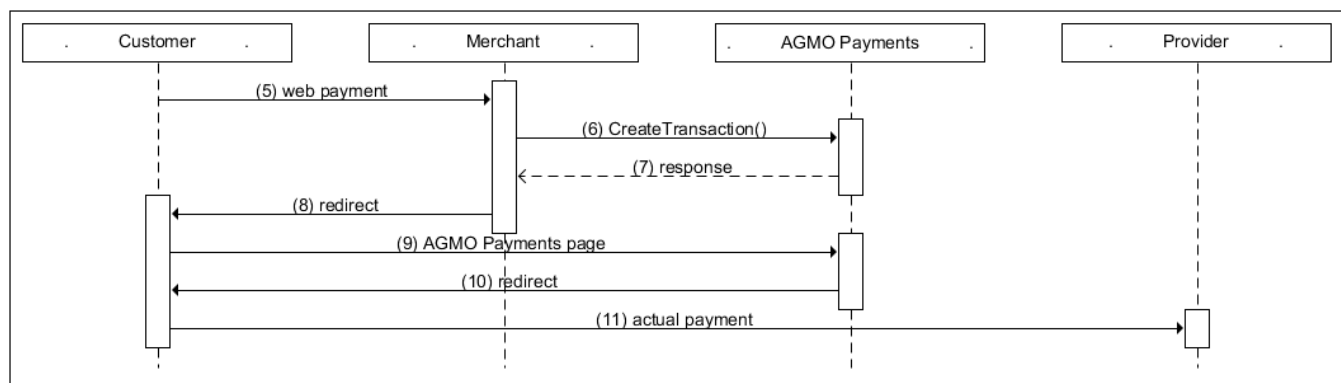 . Customer .
. Merchant .
. AGMO Payments .
. Provider .
(5) web payment
(6) CreateTransaction()
(7) response
(8) redirect
(9) AGMO Payments page
(10) redirect
(11) actual payment